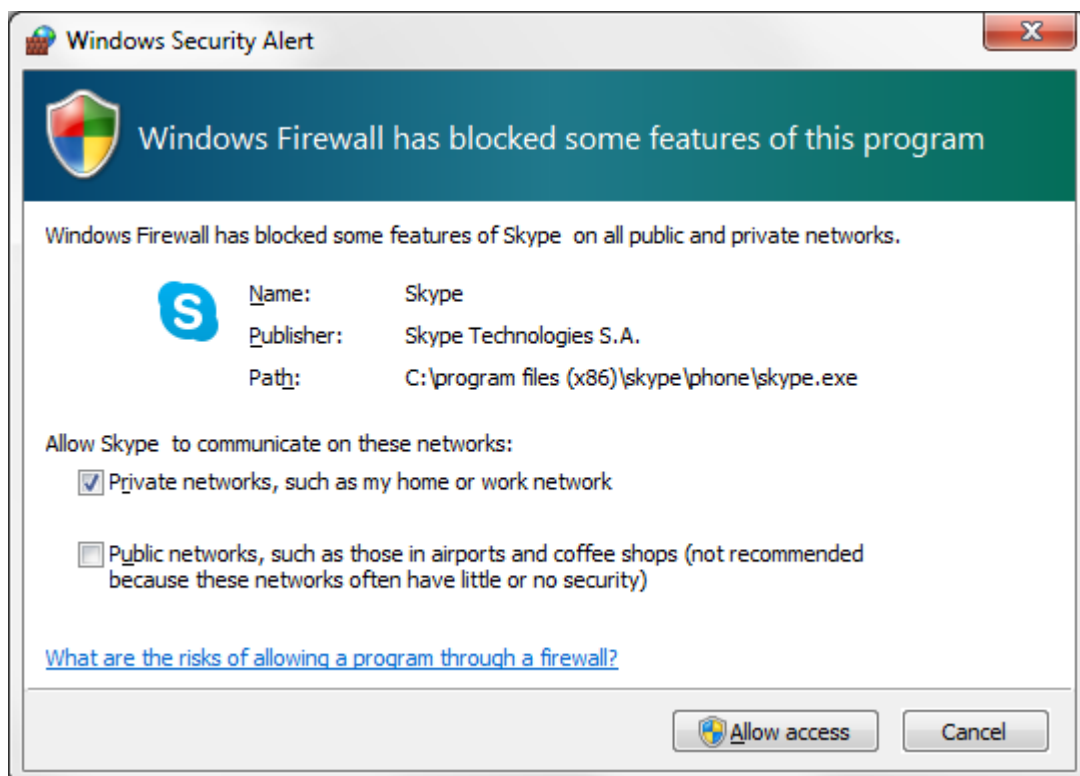 Windows Security Alert
Windows Firewall has blocked some features of this program
Windows Firewall has blocked some features of Skype  on all public and private networks.
Name: Skype
Publisher: Skype Technologies S.A.
Path: C:\program files (x86)\skype\phone\skype.exe
Allow Skype  to communicate on these networks:
Private networks, such as my home or work network
Public networks, such as those in airports and coffee shops (not recommended
because these networks often have little or no security)
What are the risks of allowing a program through a firewall?
Allow access Cancel